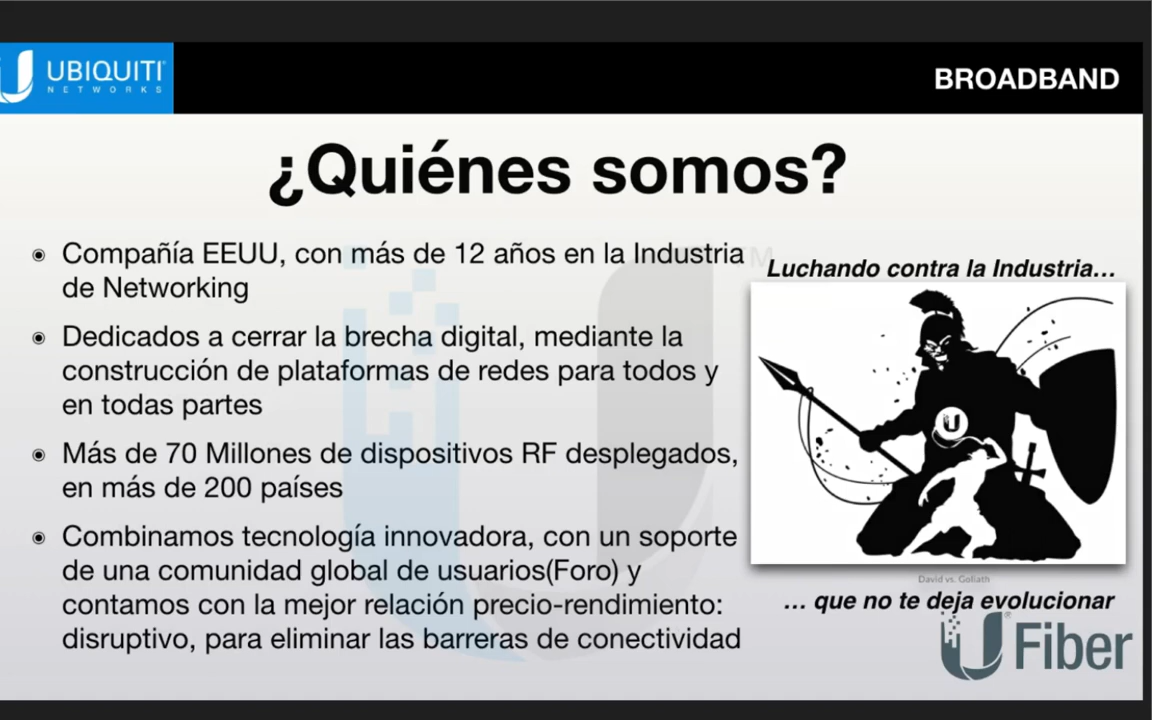 UBIQUITI
NETWORKS
BROADBAND
¿Quiénes somos?
Compañía EEUU, con más de 12 años en la Industria
de Networking
Dedicados a cerrar la brecha digital, mediante la
construcción de plataformas de redes para todos y
en todas partes
Más de 70 Millones de dispositivos RF desplegados,
en más de 200 países
Combinamos tecnología innovadora, con un soporte
de una comunidad global de usuarios(Foro) y
contamos con la mejor relación precio-rendimiento:
disruptivo, para eliminar las barreras de conectividad
TM
Luchando contra la Industria...
David vs. Goliath
... que no te deja evolucionar
U Fiber